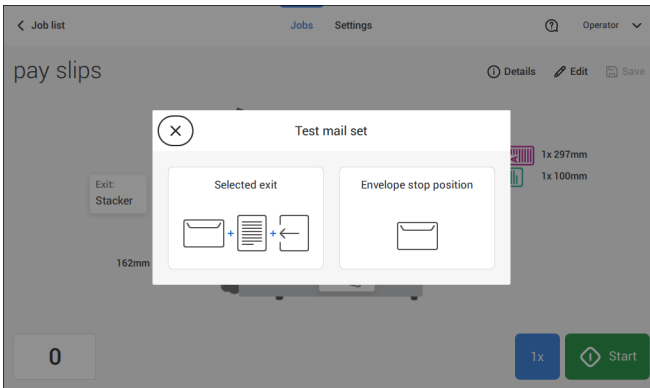 Job list
Jobs
Settings
Operator
pay slips
Details
Edit
Save
Test mail set
Selected exit
Envelope stop position
1x 297mm
1x 100mm
Exit:
Stacker
162mm
0
1x
Start